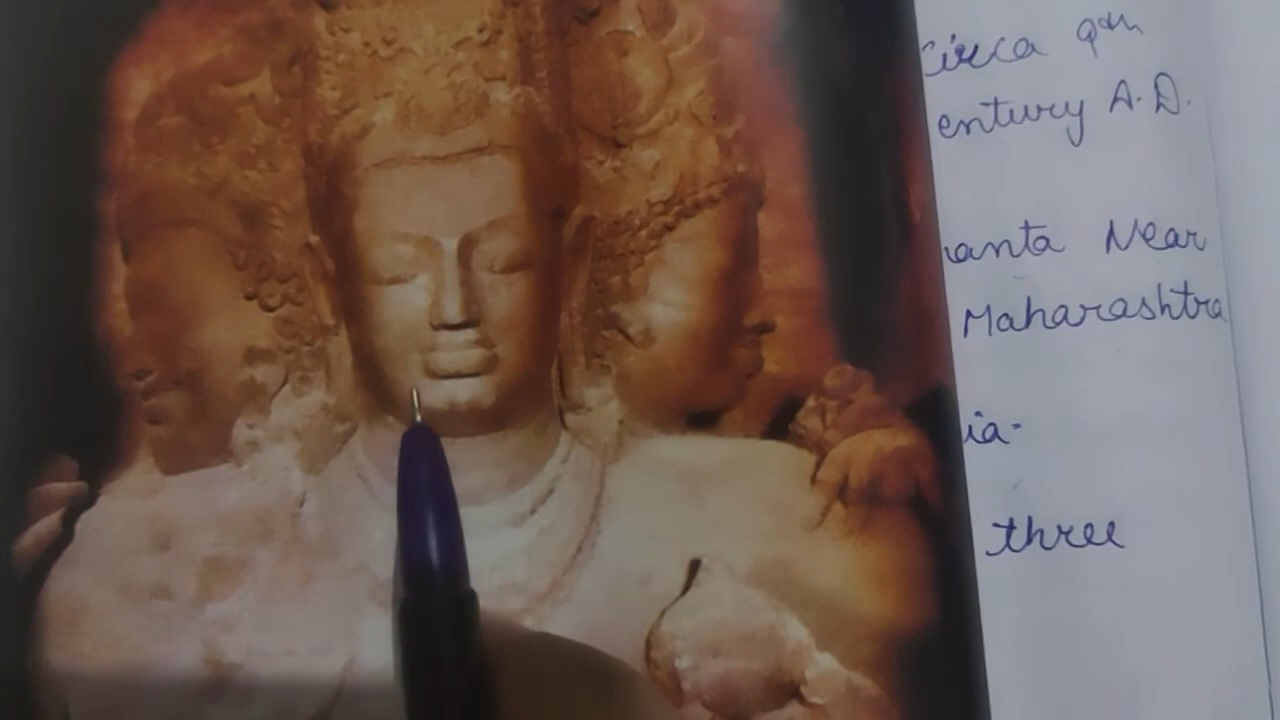 Circa 9th
entury A.D.
anta Near
Maharashtra
ia.
three